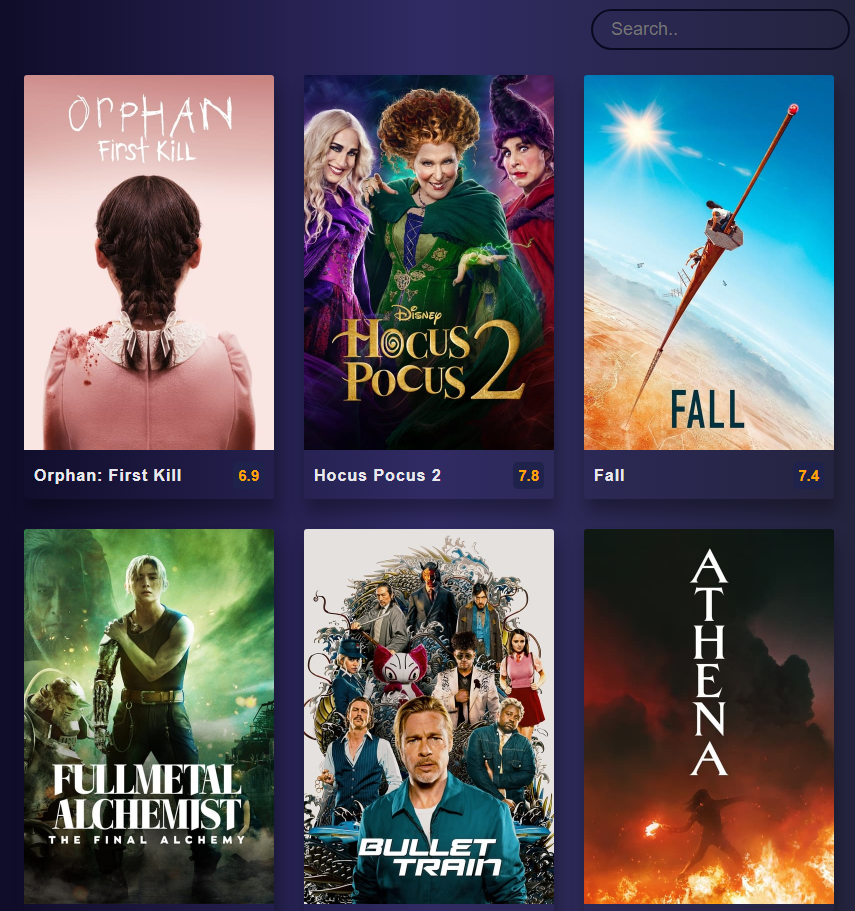 Search..
ORPHAN
First Kill
Disney
Hocus
Pocus 2
FALL
Orphan: First Kill 6.9
Hocus Pocus 2 7.8
Fall 7.4
FULLMETAL
ALCHEMIST
THE FINAL ALCHEMY
BULLET
TRAIN
ATHENA